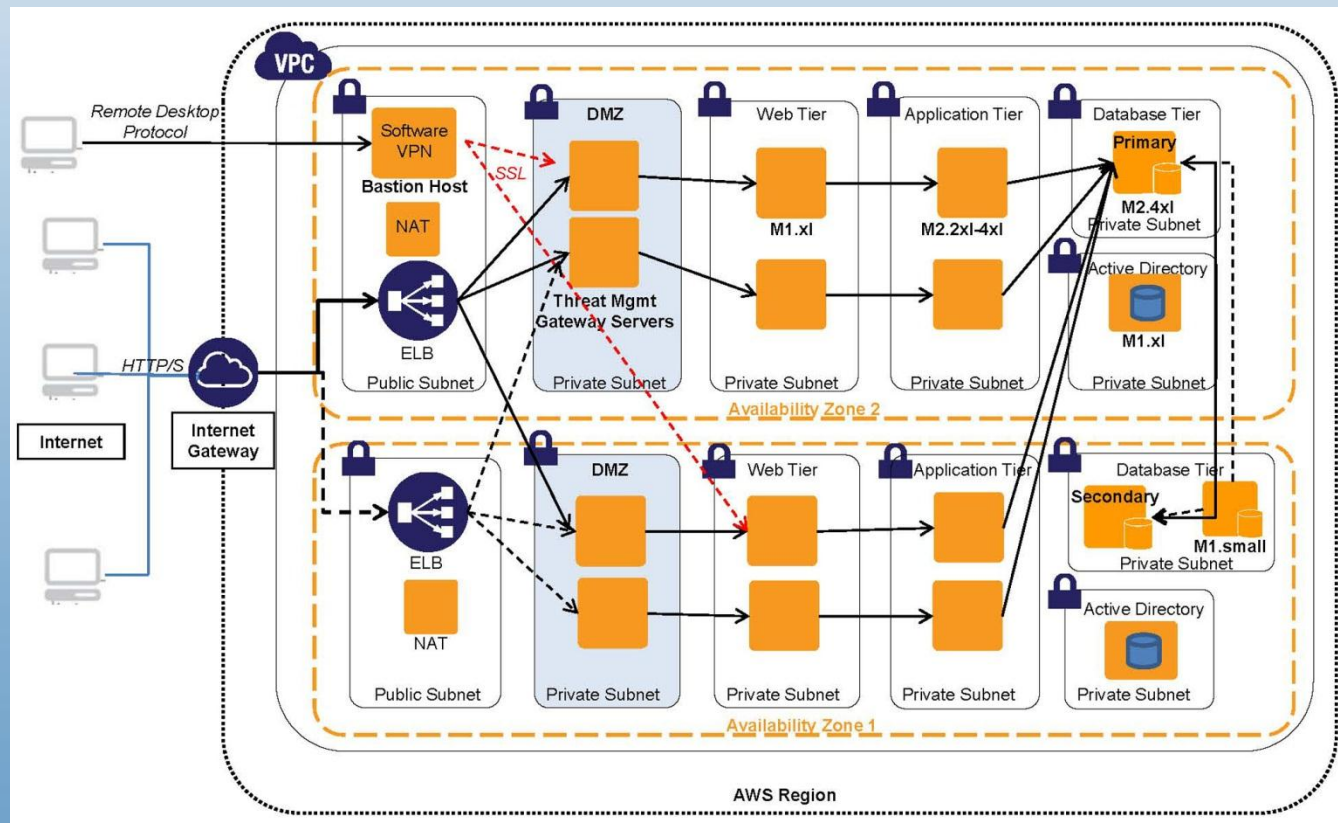 VPC
Remote Desktop
Protocol
Software
VPN
Bastion Host
NAT
ELB
Public Subnet
SSL
DMZ
Threat Mgmt
Gateway Servers
Private Subnet
Web Tier
M1.xl
Private Subnet
Application Tier
M2.2xl-4xl
Private Subnet
Database Tier
Primary
M2.4xl
Private Subnet
Active Directory
M1.xl
Private Subnet
Availability Zone 2
HTTP/S
Internet
Internet
Gateway
ELB
NAT
Public Subnet
DMZ
Private Subnet
Web Tier
Private Subnet
Application Tier
Private Subnet
Database Tier
Secondary
M1.small
Private Subnet
Active Directory
Private Subnet
Availability Zone 1
AWS Region